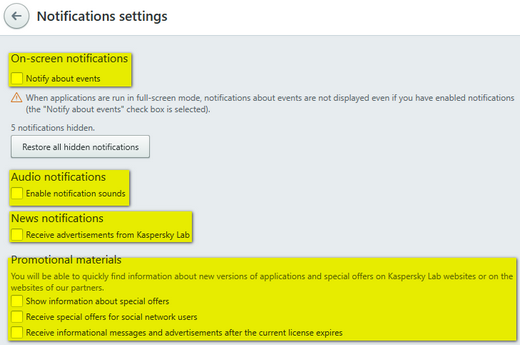 Notifications settings
On-screen notifications
Notify about events
When applications are run in full-screen mode, notifications about events are not displayed even if you have enabled notifications
(the "Notify about events" check box is selected).
5 notifications hidden.
Restore all hidden notifications
Audio notifications
Enable notification sounds
News notifications
Receive advertisements from Kaspersky Lab
Promotional materials
You will be able to quickly find information about new versions of applications and special offers on Kaspersky Lab websites or on the
websites of our partners.
Show information about special offers
Receive special offers for social network users
Receive informational messages and advertisements after the current license expires